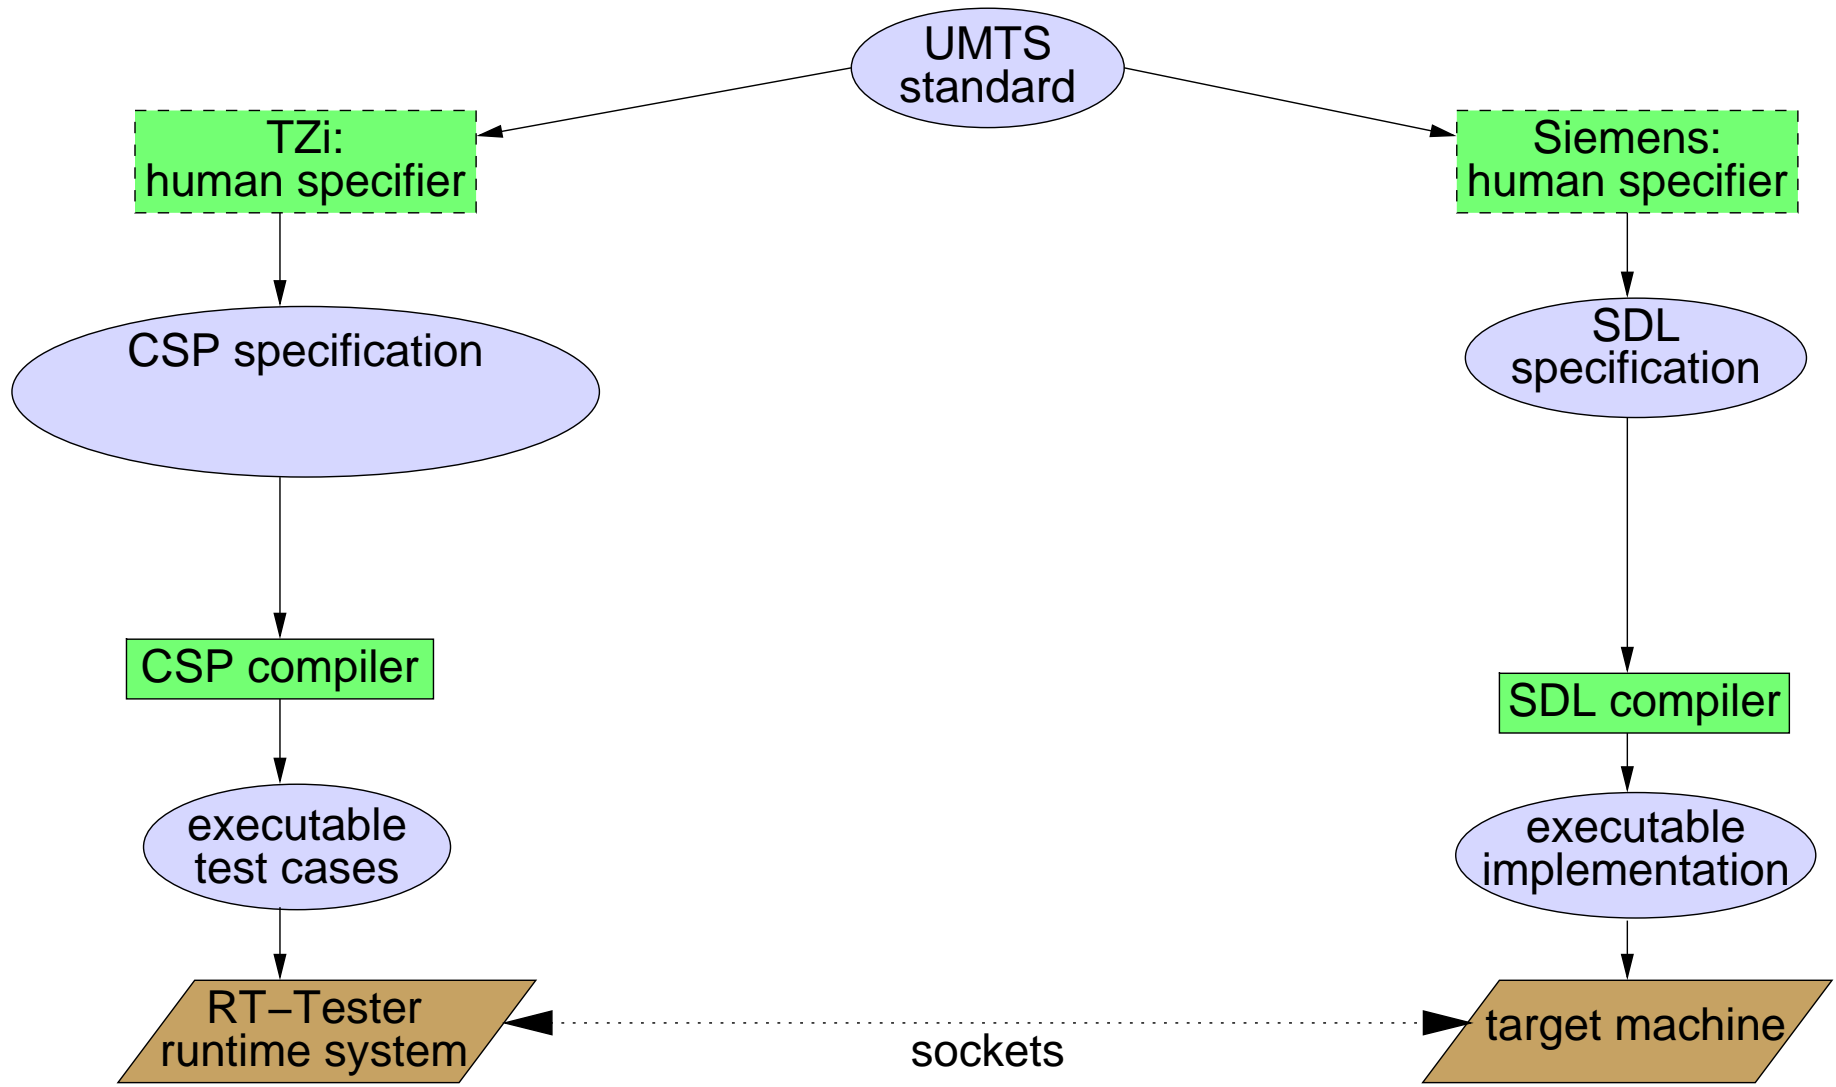 UMTS
standard
TZi:
human specifier
Siemens:
human specifier
CSP specification
SDL
specification
CSP compiler
SDL compiler
executable
test cases
executable
implementation
RT−Tester
runtime system
sockets
target machine